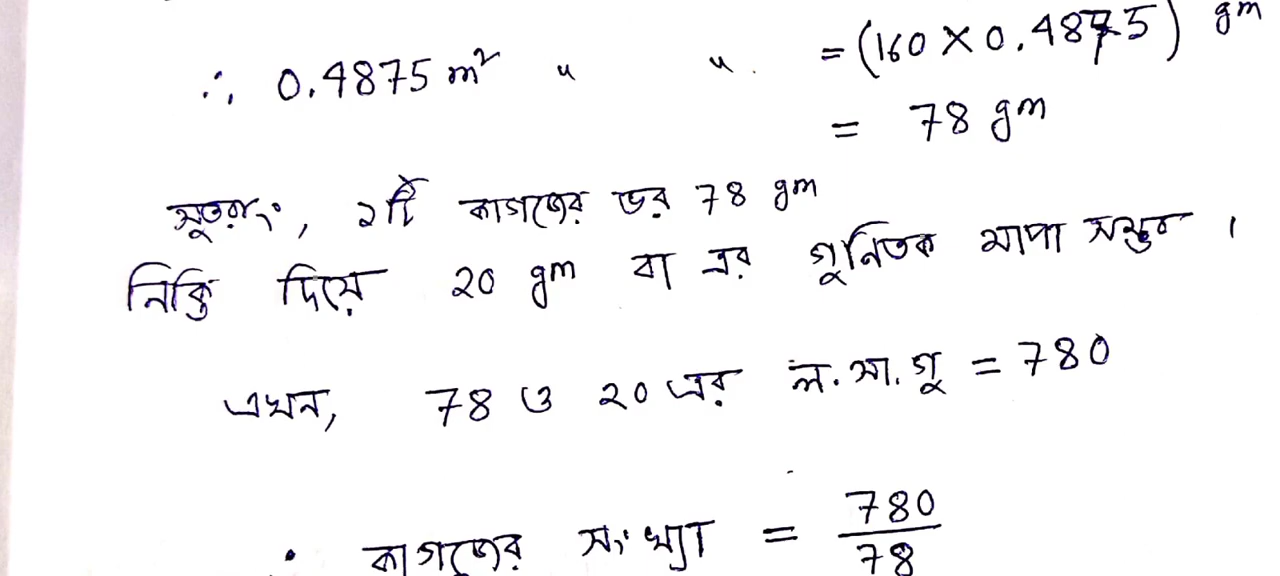 ∴ 0.4875 m² " " = (160 × 0.4875) gm
= 78 gm
সুতরাং, ১টি কাগজের ভর 78 gm
নিক্তি দিয়ে 20 gm বা এর গুনিতক মাপা সম্ভব।
এখন, 78 ও 20 এর ল.সা.গু = 780
∴ কাগজের সংখ্যা = 780/78